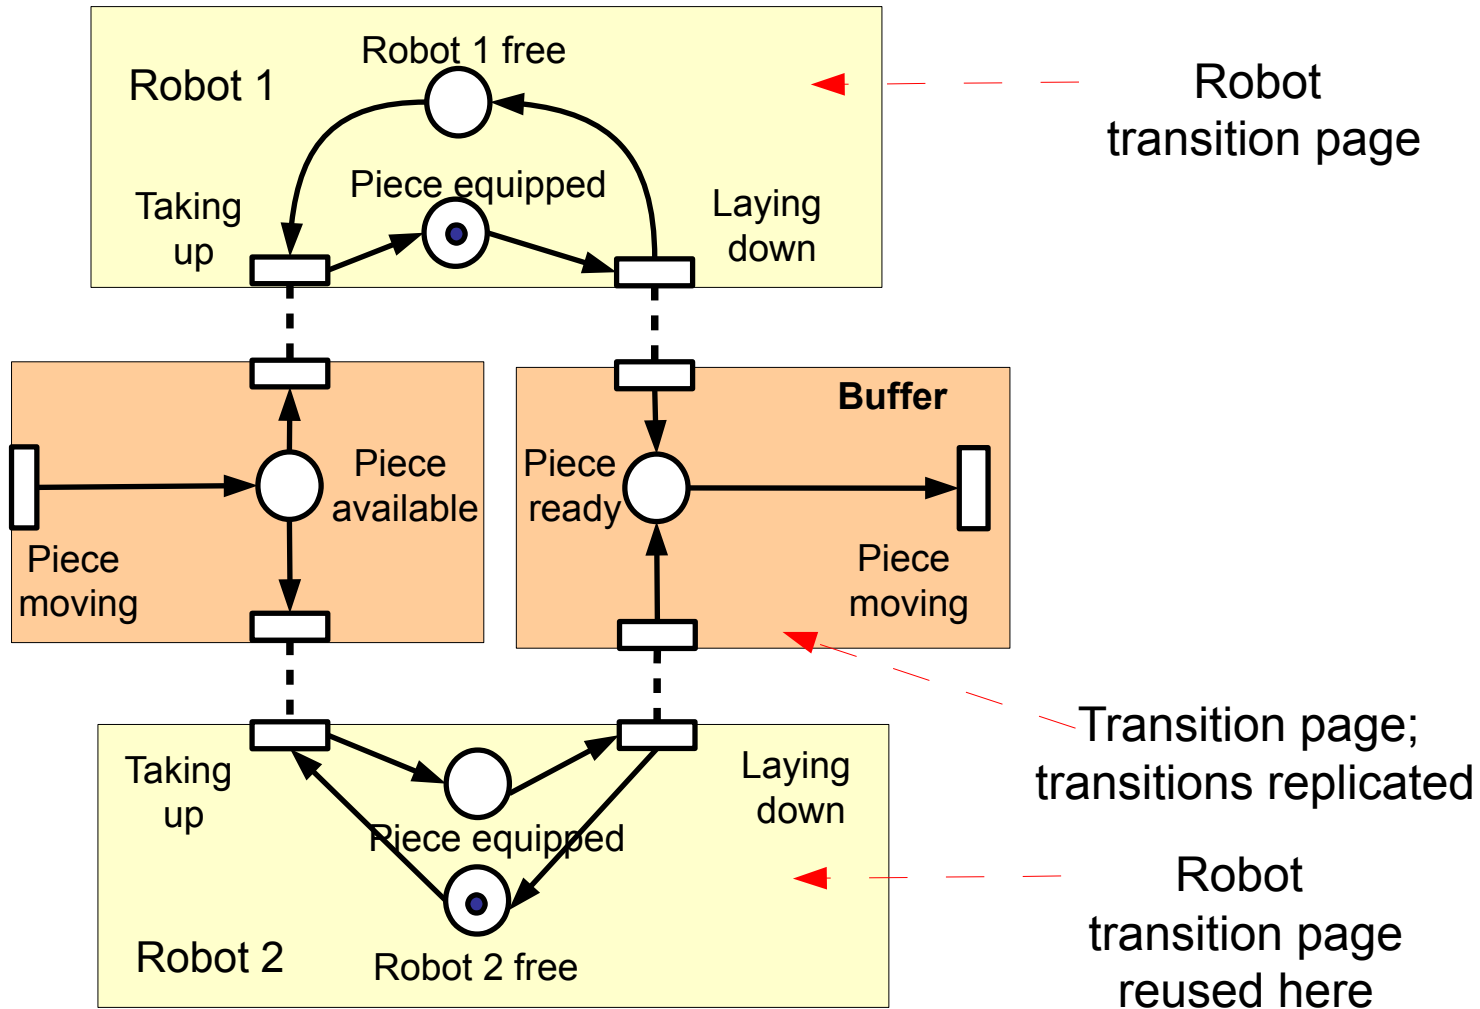 Robot 1 free
Robot 1
Robot
transition page
Piece equipped
Taking
up
Laying
down
Buffer
Piece
available
Piece
ready
Piece
moving
Piece
moving
Transition page;
transitions replicated
Taking
up
Laying
down
Piece equipped
Robot
transition page
reused here
Robot 2
Robot 2 free